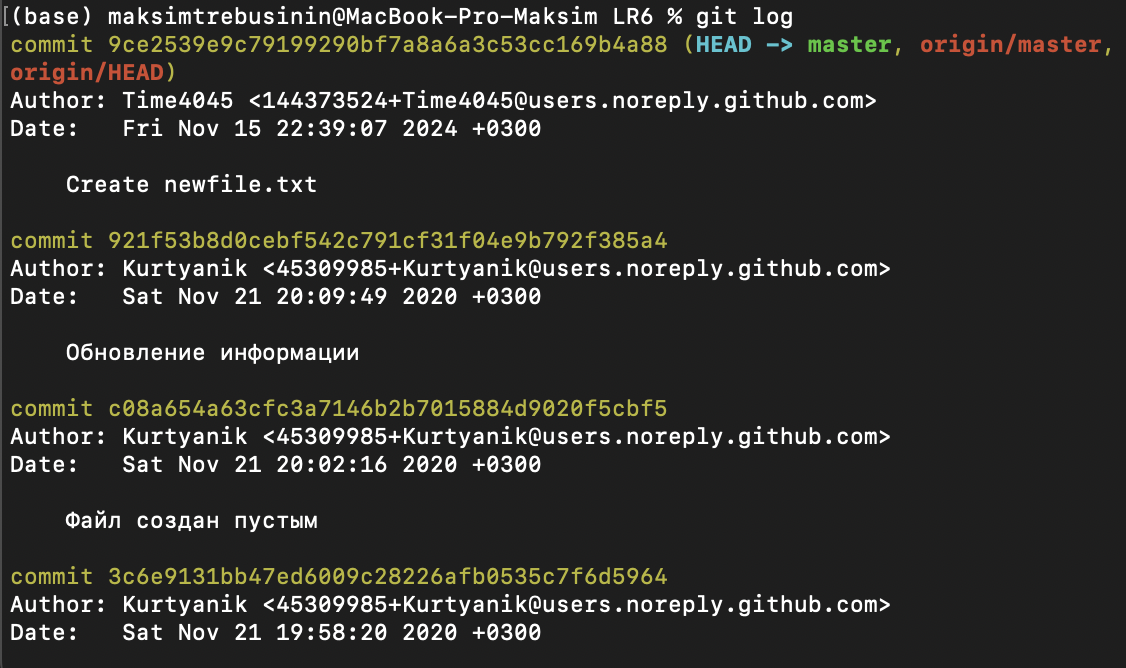 [(base) maksimtrebusinin@MacBook-Pro-Maksim LR6 % git log
commit 9ce2539e9c79199290bf7a8a6a3c53cc169b4a88 (HEAD -> master, origin/master,
origin/HEAD)
Author: Time4045 <144373524+Time4045@users.noreply.github.com>
Date:   Fri Nov 15 22:39:07 2024 +0300
    Create newfile.txt
commit 921f53b8d0cebf542c791cf31f04e9b792f385a4
Author: Kurtyanik <45309985+Kurtyanik@users.noreply.github.com>
Date:   Sat Nov 21 20:09:49 2020 +0300
    Обновление информации
commit c08a654a63cfc3a7146b2b7015884d9020f5cbf5
Author: Kurtyanik <45309985+Kurtyanik@users.noreply.github.com>
Date:   Sat Nov 21 20:02:16 2020 +0300
    Файл создан пустым
commit 3c6e9131bb47ed6009c28226afb0535c7f6d5964
Author: Kurtyanik <45309985+Kurtyanik@users.noreply.github.com>
Date:   Sat Nov 21 19:58:20 2020 +0300